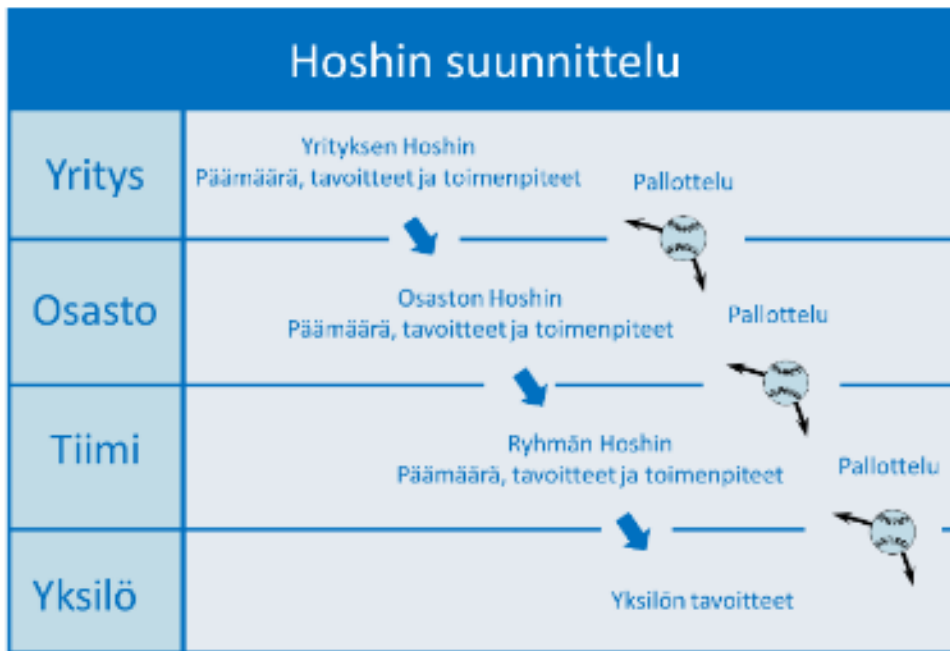 Hoshin suunnittelu
Yritys
Yrityksen Hoshin
Päämäärä, tavoitteet ja toimenpiteet
Pallottelu
Osasto
Osaston Hoshin
Päämäärä, tavoitteet ja toimenpiteet
Pallottelu
Tiimi
Ryhmän Hoshin
Päämäärä, tavoitteet ja toimenpiteet
Pallottelu
Yksilö
Yksilön tavoitteet